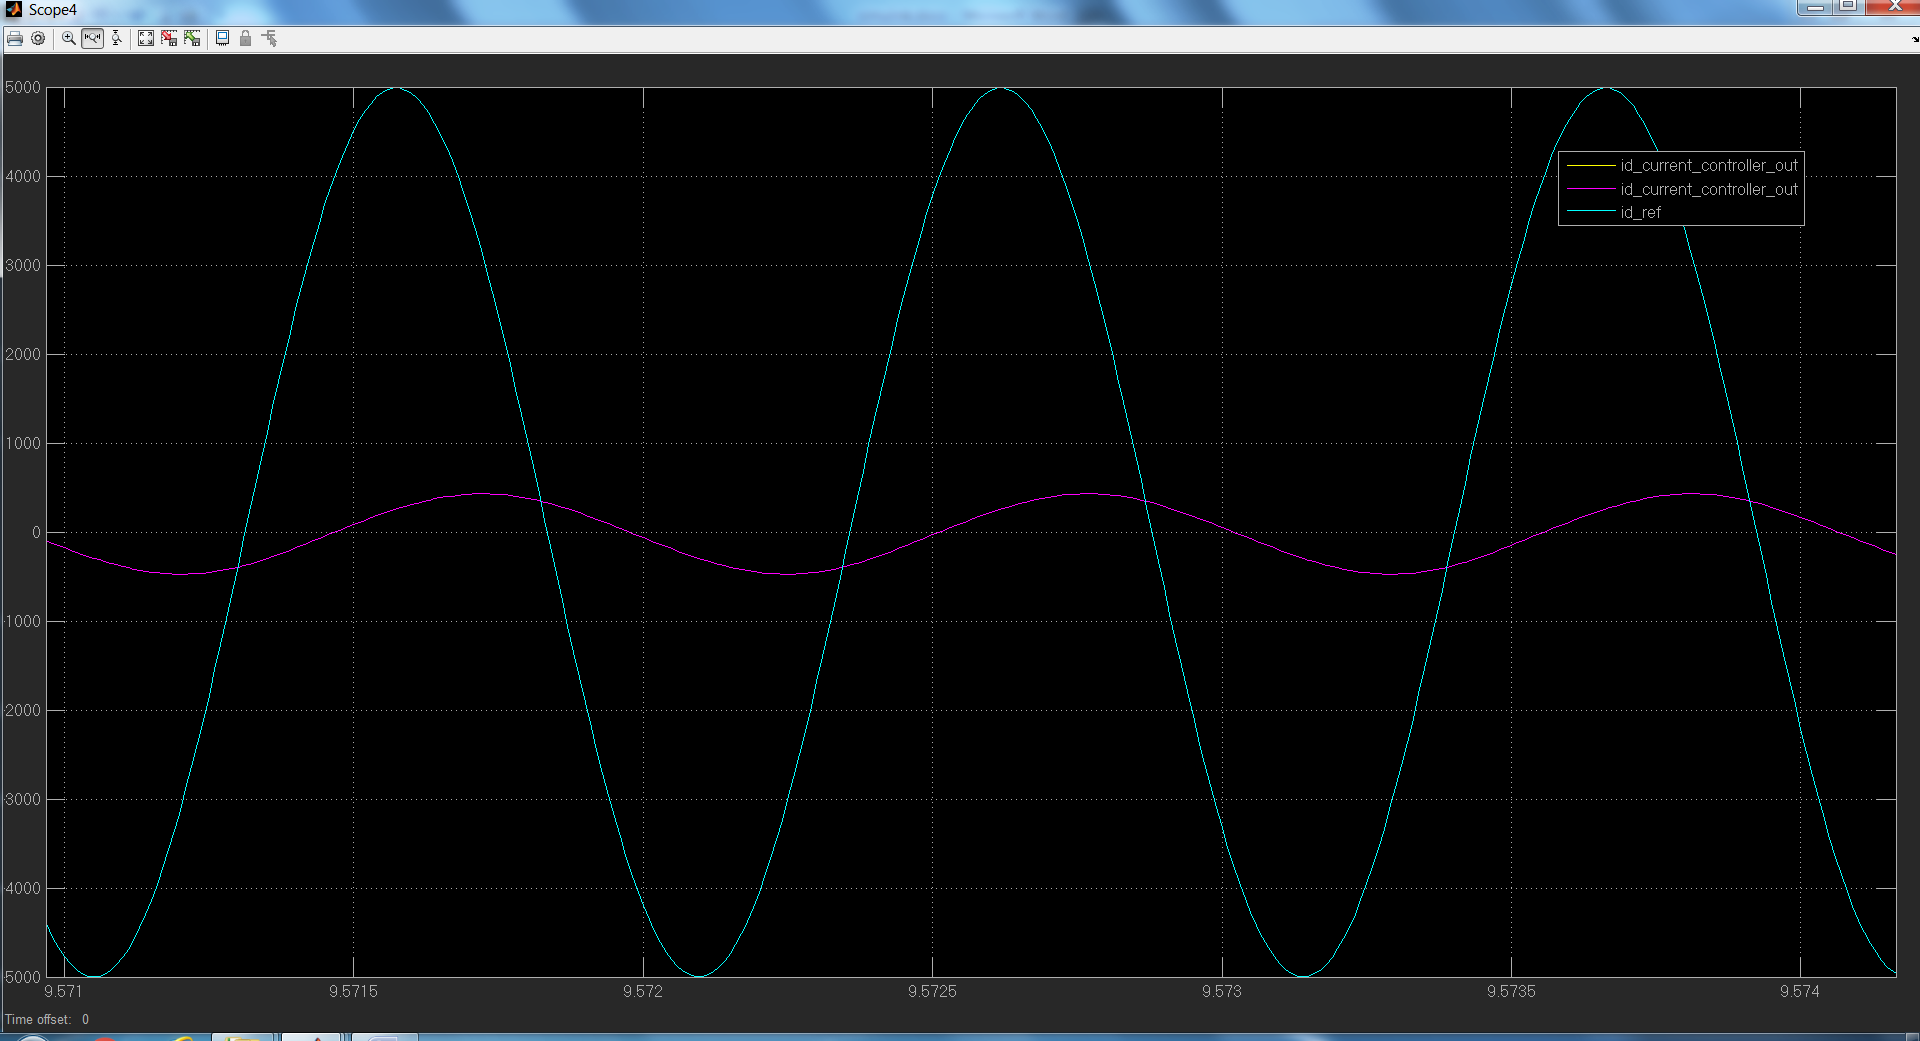 Scope4
5000
4000
3000
2000
1000
0
-1000
-2000
-3000
-4000
-5000
id_current_controller_out
id_current_controller_out
id_ref
9.571 9.5715 9.572 9.5725 9.573 9.5735 9.574
Time offset: 0